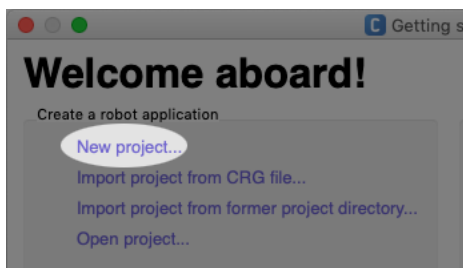 C Getting s
Welcome aboard!
Create a robot application
New project...
Import project from CRG file...
Import project from former project directory...
Open project...